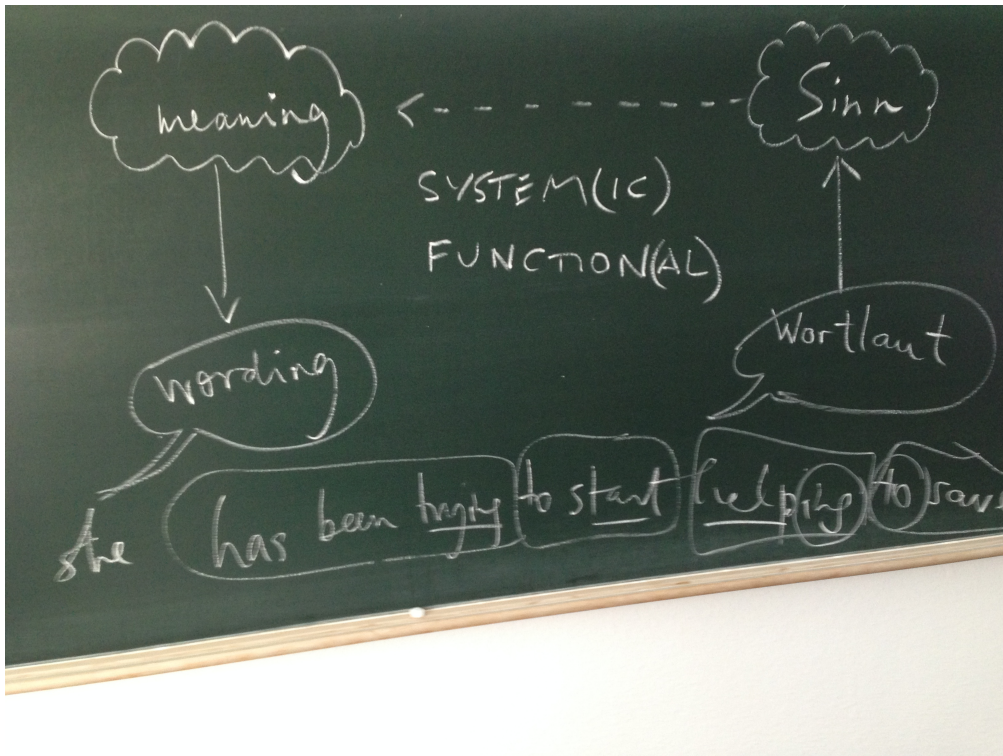 meaning
Sinn
SYSTEM(IC)
FUNCTION(AL)
wording
Wortlaut
she has been trying to start helping to